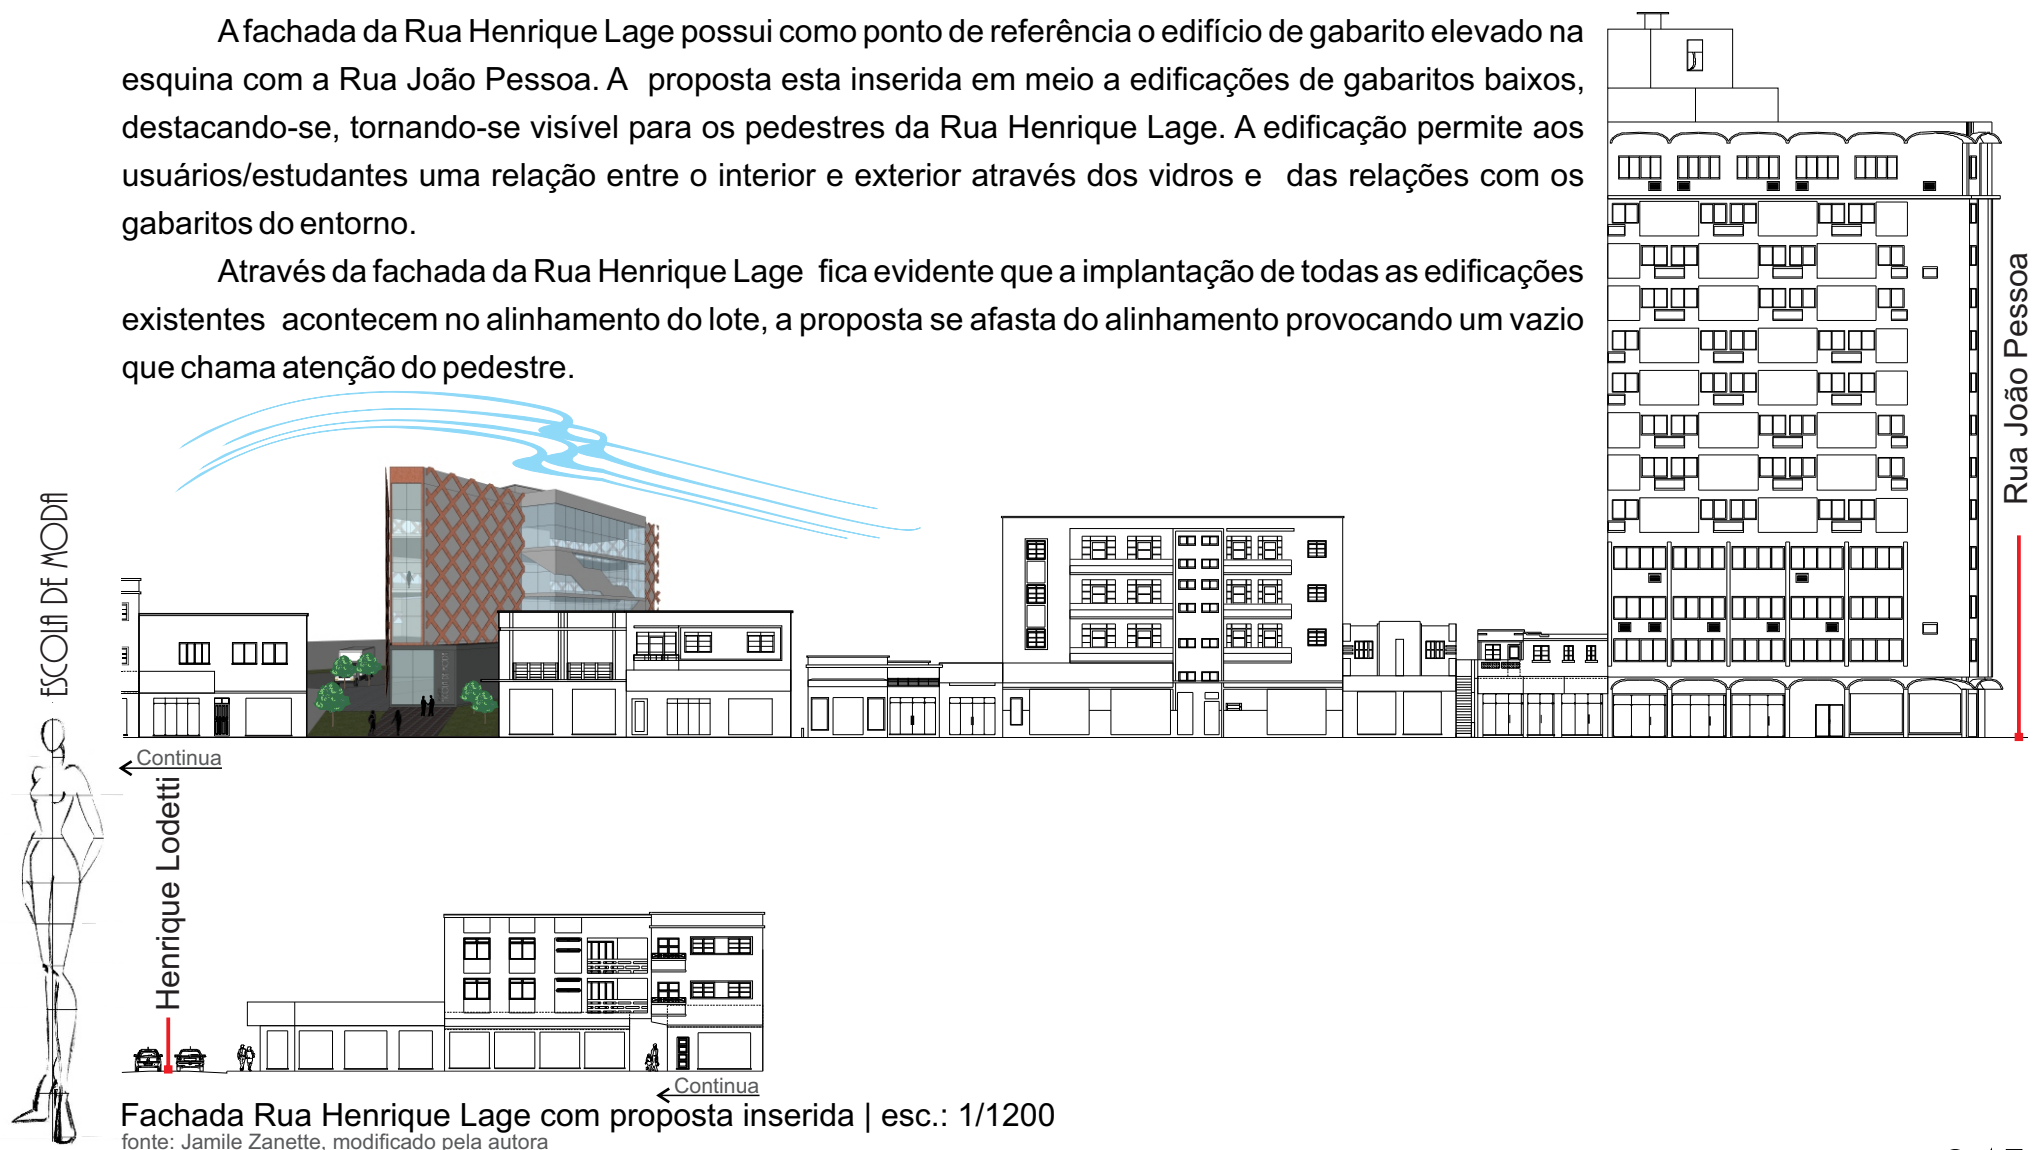 A fachada da Rua Henrique Lage possui como ponto de referência o edifício de gabarito elevado na
esquina com a Rua João Pessoa. A proposta esta inserida em meio a edificações de gabaritos baixos,
destacando-se, tornando-se visível para os pedestres da Rua Henrique Lage. A edificação permite aos
usuários/estudantes uma relação entre o interior e exterior através dos vidros e das relações com os
gabaritos do entorno.
Através da fachada da Rua Henrique Lage fica evidente que a implantação de todas as edificações
existentes acontecem no alinhamento do lote, a proposta se afasta do alinhamento provocando um vazio
que chama atenção do pedestre.
Rua João Pessoa
ESCOLA DE MODA
Continua
Henrique Lodetti
Continua
Fachada Rua Henrique Lage com proposta inserida | esc.: 1/1200
fonte: Jamile Zanette, modificado pela autora